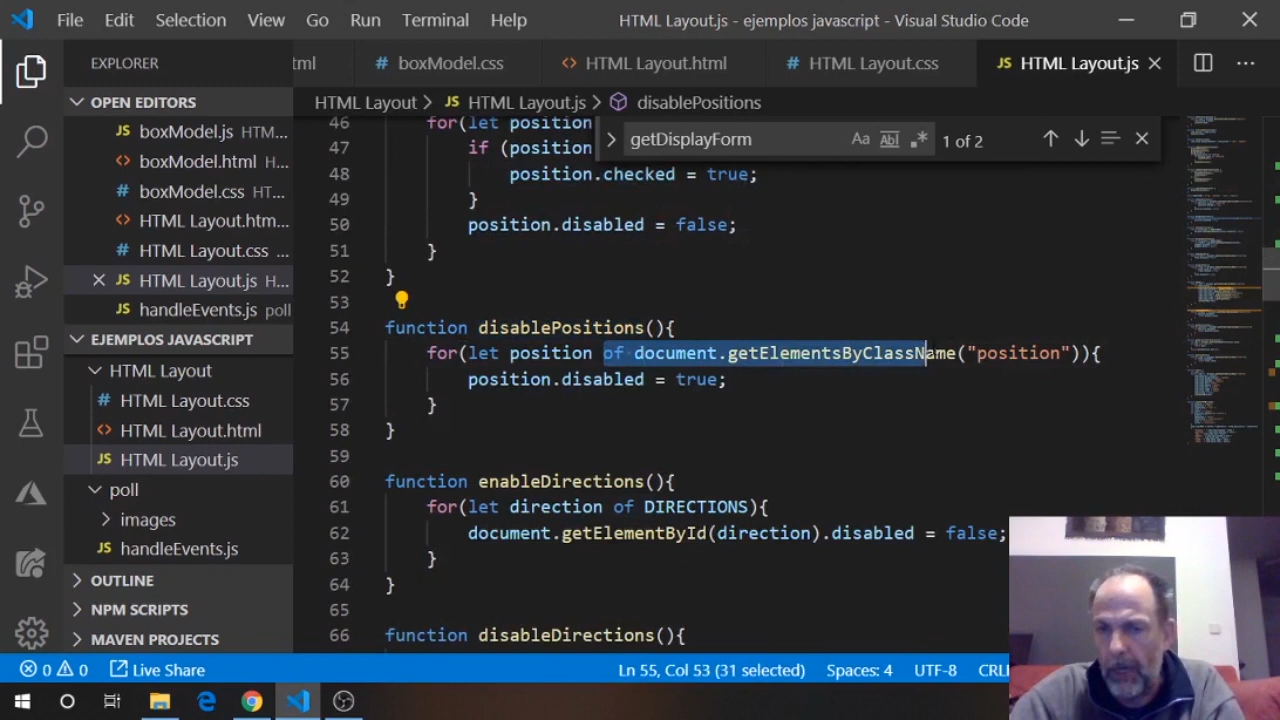 File Edit Selection View Go Run Terminal Help HTML Layout.js - ejemplos javascript - Visual Studio Code
EXPLORER tml # boxModel.css <> HTML Layout.html # HTML Layout.css JS HTML Layout.js
OPEN EDITORS
HTML Layout > JS HTML Layout.js > disablePositions
JS boxModel.js HTM...
<> boxModel.html H...
# boxModel.css HT...
<> HTML Layout.htm...
# HTML Layout.css ...
JS HTML Layout.js H...
JS handleEvents.js poll
EJEMPLOS JAVASCRIPT
HTML Layout
# HTML Layout.css
<> HTML Layout.html
JS HTML Layout.js
poll
images
JS handleEvents.js
OUTLINE
NPM SCRIPTS
MAVEN PROJECTS
getDisplayForm Aa Abl .* 1 of 2
46 for(let position
47 if (position
48 position.checked = true;
49 }
50 position.disabled = false;
51 }
52 }
53
54 function disablePositions(){
55 for(let position of document.getElementsByClassName("position")){
56 position.disabled = true;
57 }
58 }
59
60 function enableDirections(){
61 for(let direction of DIRECTIONS){
62 document.getElementById(direction).disabled = false;
63 }
64 }
65
66 function disableDirections(){
0 0 Live Share Ln 55, Col 53 (31 selected) Spaces: 4 UTF-8 CRL